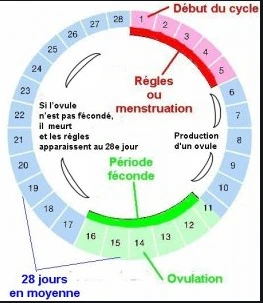 Début du cycle
1
2
3
4
5
6
7
8
9
10
11
12
13
14
15
16
17
18
19
20
21
22
23
24
25
26
27
28
Règles
ou
menstruation
Si l'ovule
n'est pas fécondé,
il meurt
et les règles
apparaissent au 28e jour
Production
d'un ovule
Période
féconde
28 jours
en moyenne
Ovulation